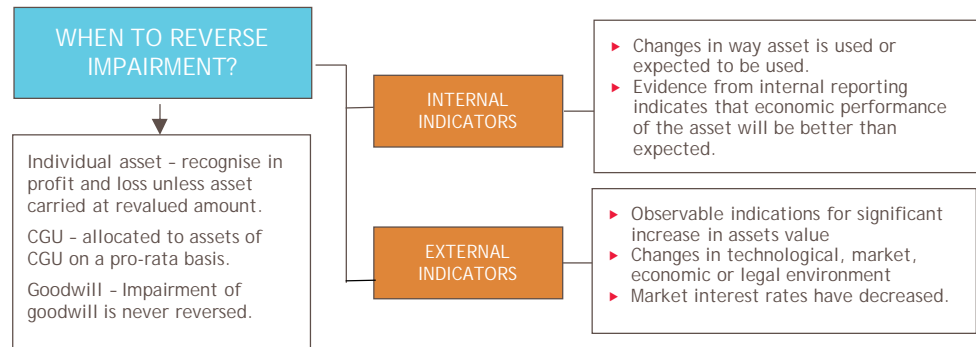 WHEN TO REVERSE
IMPAIRMENT?
Individual asset – recognise in
profit and loss unless asset
carried at revalued amount.
CGU – allocated to assets of
CGU on a pro-rata basis.
Goodwill – Impairment of
goodwill is never reversed.
INTERNAL
INDICATORS
Changes in way asset is used or
expected to be used.
Evidence from internal reporting
indicates that economic performance
of the asset will be better than
expected.
EXTERNAL
INDICATORS
Observable indications for significant
increase in assets value
Changes in technological, market,
economic or legal environment
Market interest rates have decreased.